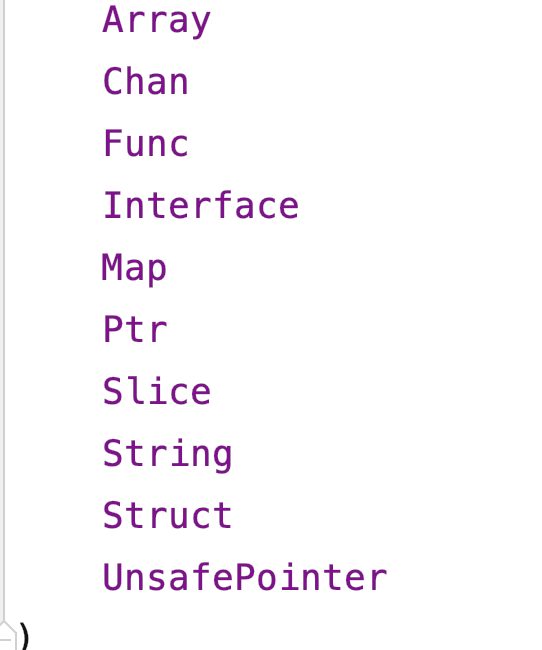 Array
Chan
Func
Interface
Map
Ptr
Slice
String
Struct
UnsafePointer
)